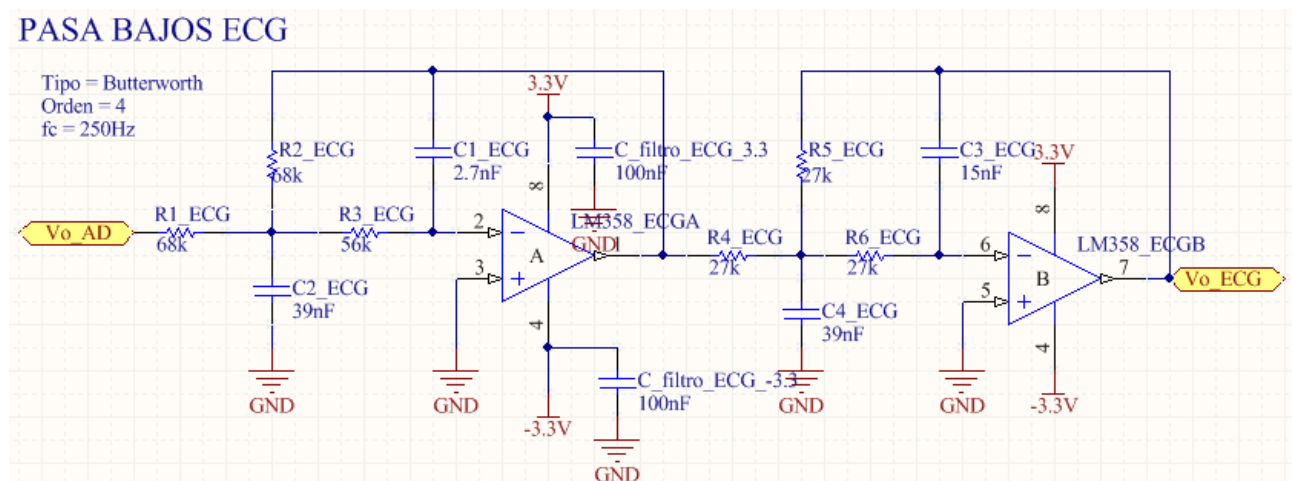 PASA BAJOS ECG
Tipo = Butterworth
Orden = 4
fc = 250Hz
3.3V
R2_ECG
68k
C1_ECG
2.7nF
C_filtro_ECG_3.3
100nF
R5_ECG
27k
C3_ECG
15nF
3.3V
8
8
Vo_AD
R1_ECG
68k
R3_ECG
56k
2
3
A
LM358_ECGA
1
GND
R4_ECG
27k
R6_ECG
27k
6
5
B
LM358_ECGB
7
Vo_ECG
C2_ECG
39nF
C4_ECG
39nF
4
4
C_filtro_ECG_-3.3
100nF
GND
GND
-3.3V
GND
GND
GND
-3.3V